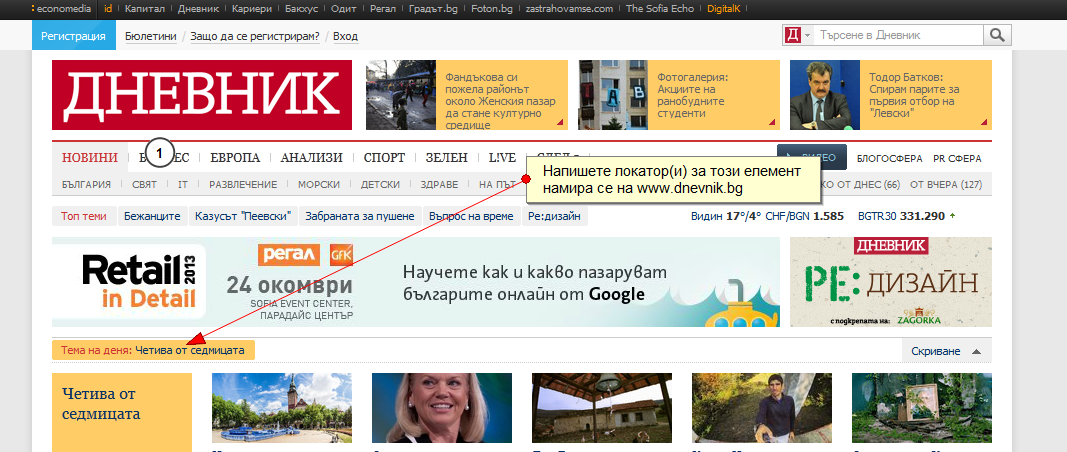 economedia id Капитал Дневник Кариери Бакхус Одит Регал Градът.bg Foton.bg zastrahovamse.com The Sofia Echo DigitalK
Регистрация Бюлетини / Защо да се регистрирам? / Вход
Д Търсене в Дневник
ДНЕВНИК
Фандъкова си
пожела районът
около Женския пазар
да стане културно
средище
Фотогалерия:
Акциите на
ранобудните
студенти
Тодор Батков:
Спирам парите за
първия отбор на
"Левски"
1
НОВИНИ ЕВРОПА АНАЛИЗИ СПОРТ ЗЕЛЕН L!VE
БЛОГОСФЕРА PR СФЕРА
Напишете локатор(и) за този елемент
намира се на www.dnevnik.bg
БЪЛГАРИЯ СВЯТ IT РАЗВЛЕЧЕНИЕ МОРСКИ ДЕТСКИ ЗДРАВЕ НА ПЪТ
ОТ ДНЕС (66) ОТ ВЧЕРА (127)
Топ теми Бежанците Казусът "Пеевски" Забраната за пушене Въпрос на време Ре:дизайн
Видин 17°/4° CHF/BGN 1.585 BGTR30 331.290
Retail 2013
in Detail
РЕГАЛ GfK
24 окомври
SOFIA EVENT CENTER,
ПАРАДАЙС ЦЕНТЪР
Научете как и какво пазаруват
българите онлайн от Google
ДНЕВНИК
РЕ: ДИЗАЙН
с подкрепата на: ZAGORKA
Тема на деня: Четива от седмицата
Скриване
Четива от
седмицата